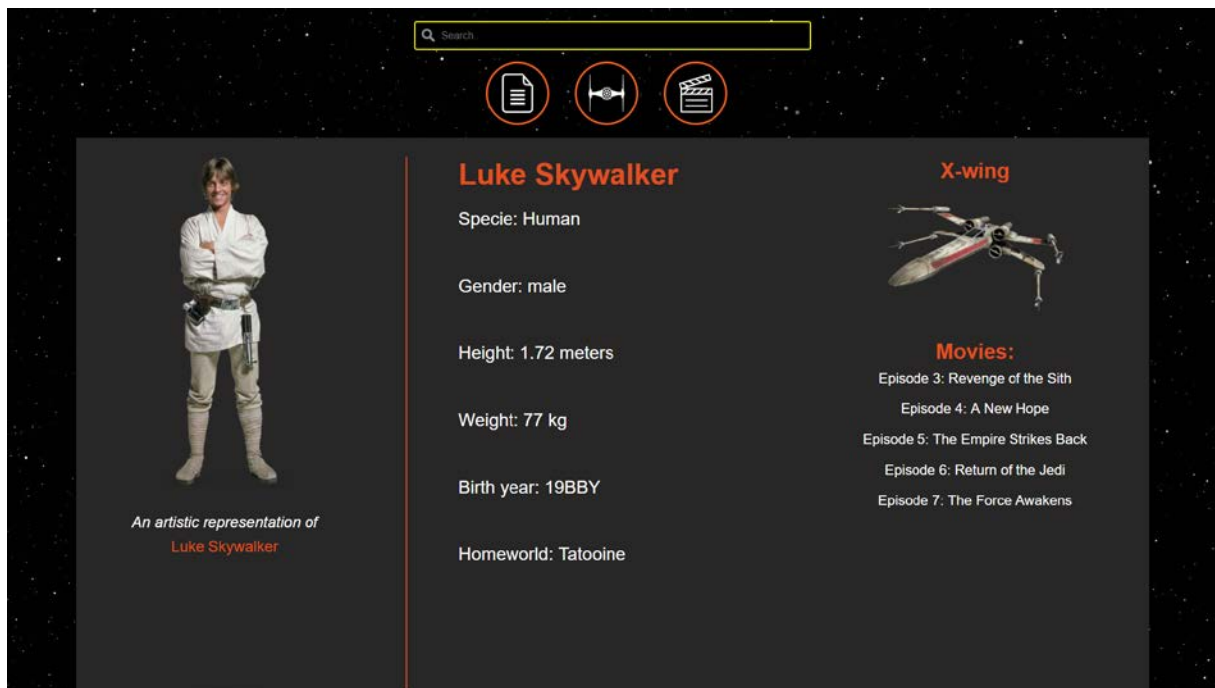 Search
An artistic representation of
Luke Skywalker
Luke Skywalker
Specie: Human
Gender: male
Height: 1.72 meters
Weight: 77 kg
Birth year: 19BBY
Homeworld: Tatooine
X-wing
Movies:
Episode 3: Revenge of the Sith
Episode 4: A New Hope
Episode 5: The Empire Strikes Back
Episode 6: Return of the Jedi
Episode 7: The Force Awakens